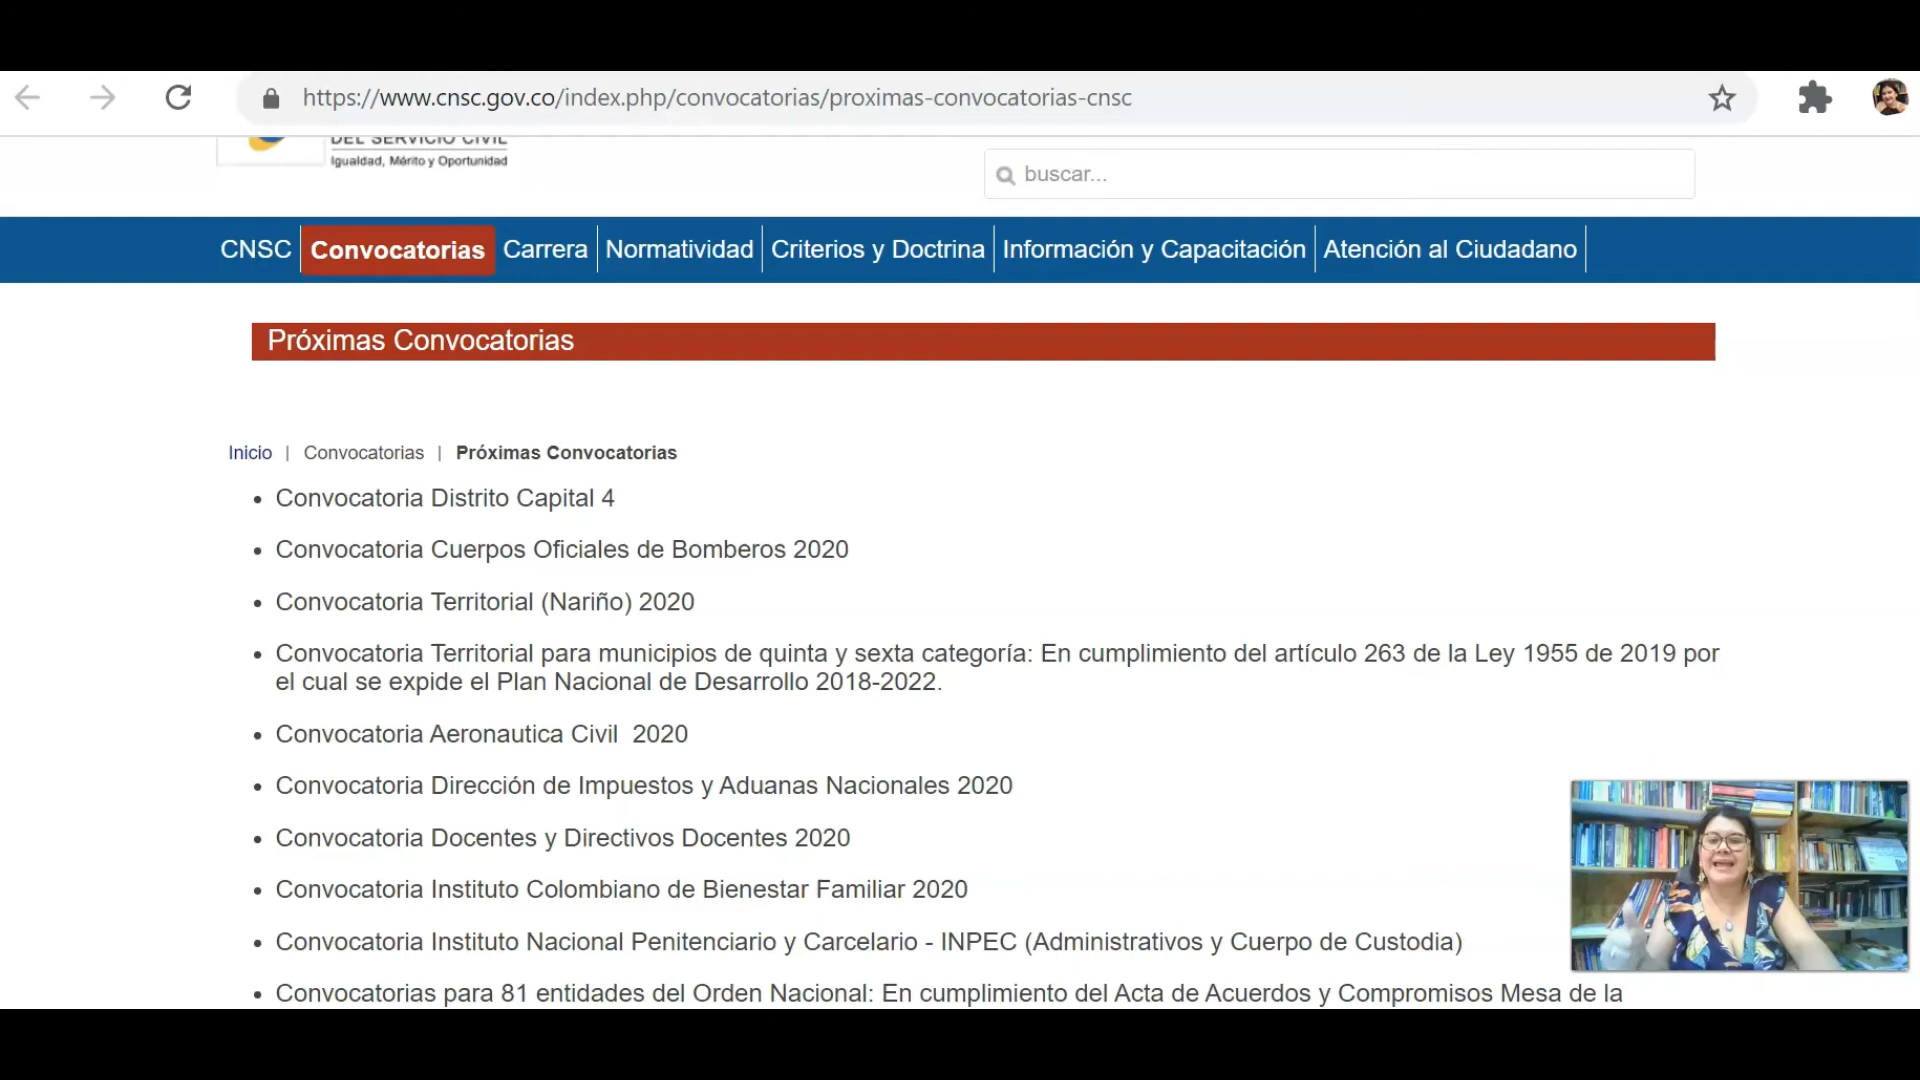 https://www.cnsc.gov.co/index.php/convocatorias/proximas-convocatorias-cnsc
DEL SERVICIO CIVIL
Igualdad, Mérito y Oportunidad
buscar...
CNSC Convocatorias Carrera Normatividad Criterios y Doctrina Información y Capacitación Atención al Ciudadano
Próximas Convocatorias
Inicio | Convocatorias | Próximas Convocatorias
• Convocatoria Distrito Capital 4
• Convocatoria Cuerpos Oficiales de Bomberos 2020
• Convocatoria Territorial (Nariño) 2020
• Convocatoria Territorial para municipios de quinta y sexta categoría: En cumplimiento del artículo 263 de la Ley 1955 de 2019 por
el cual se expide el Plan Nacional de Desarrollo 2018-2022.
• Convocatoria Aeronautica Civil 2020
• Convocatoria Dirección de Impuestos y Aduanas Nacionales 2020
• Convocatoria Docentes y Directivos Docentes 2020
• Convocatoria Instituto Colombiano de Bienestar Familiar 2020
• Convocatoria Instituto Nacional Penitenciario y Carcelario - INPEC (Administrativos y Cuerpo de Custodia)
• Convocatorias para 81 entidades del Orden Nacional: En cumplimiento del Acta de Acuerdos y Compromisos Mesa de la